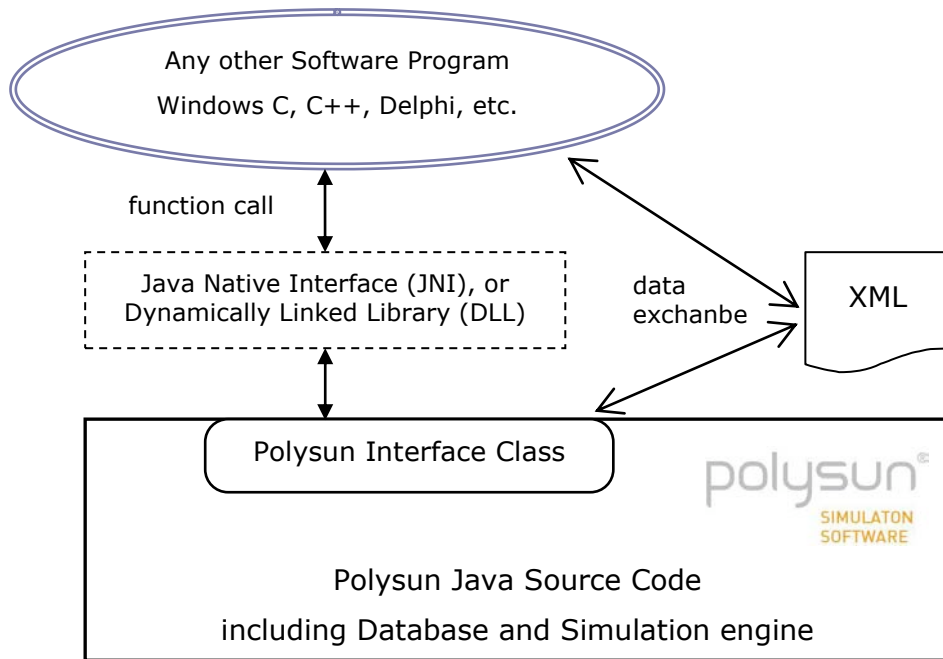 Any other Software Program
Windows C, C++, Delphi, etc.
function call
Java Native Interface (JNI), or
Dynamically Linked Library (DLL)
data
exchanbe
XML
Polysun Interface Class
polysun®
SIMULATON
SOFTWARE
Polysun Java Source Code
including Database and Simulation engine